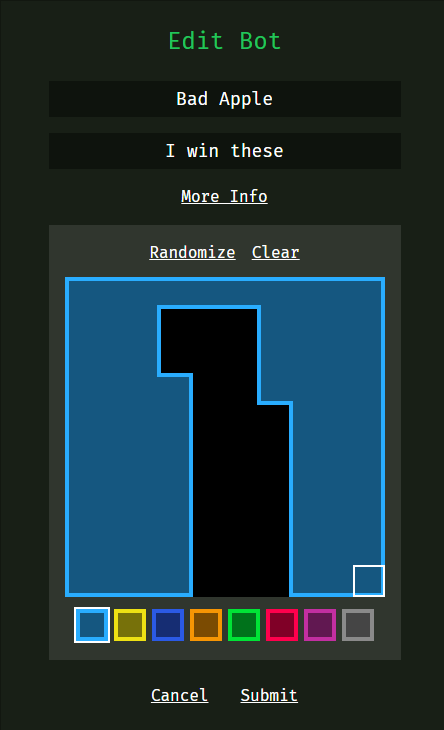 Edit Bot
Bad Apple
I win these
More Info
Randomize Clear
Cancel Submit